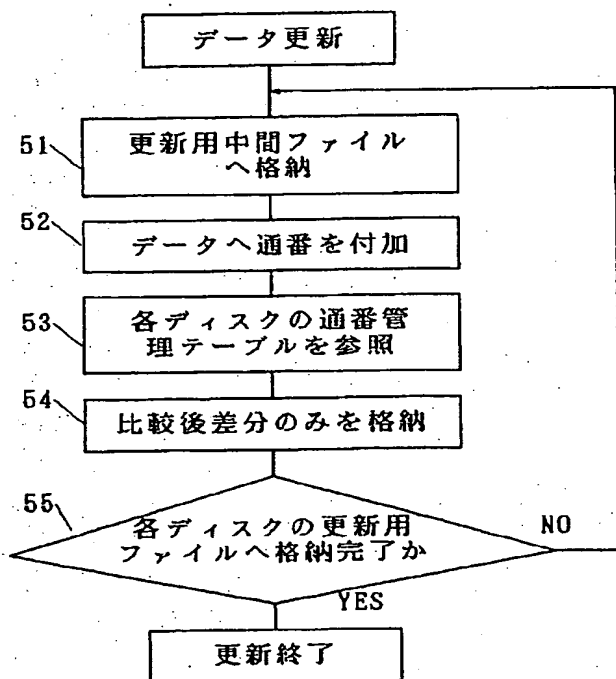 データ更新
51
更新用中間ファイル
へ格納
52
データへ通番を付加
53
各ディスクの通番管
理テーブルを参照
54
比較後差分のみを格納
55
各ディスクの更新用
ファイルへ格納完了か
NO
YES
更新終了